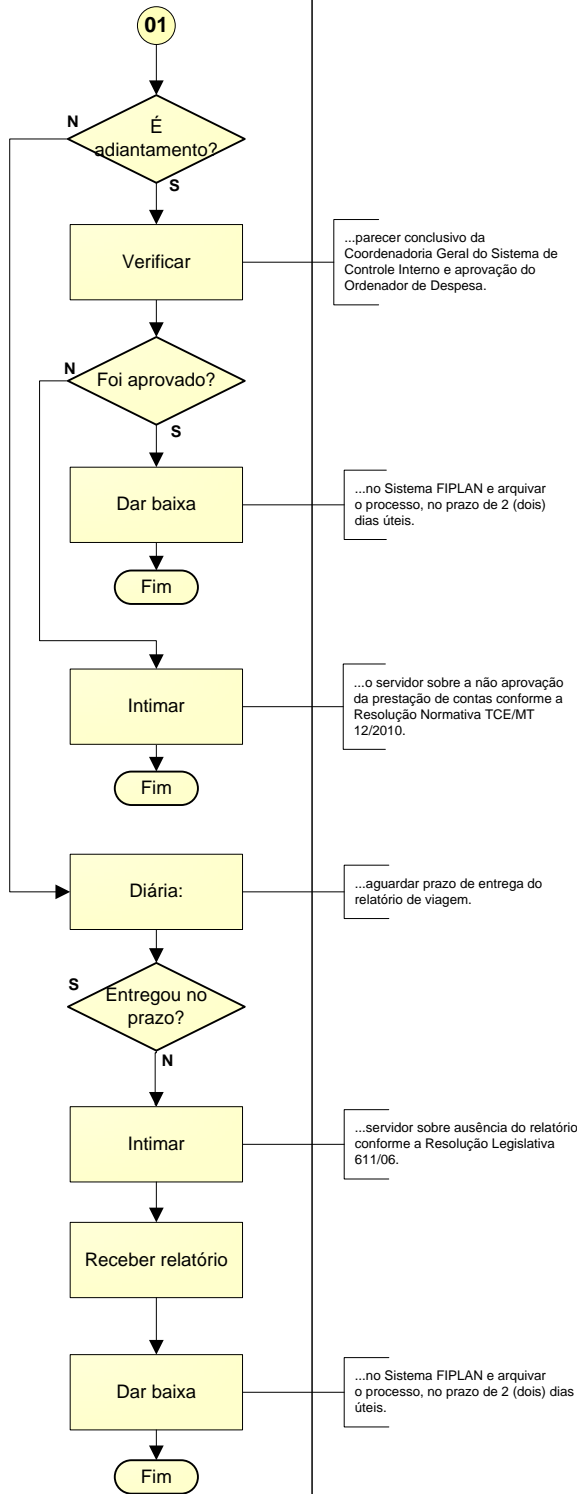 01
N
É
adiantamento?
S
Verificar
...parecer conclusivo da
Coordenadoria Geral do Sistema de
Controle Interno e aprovação do
Ordenador de Despesa.
N
Foi aprovado?
S
Dar baixa
...no Sistema FIPLAN e arquivar
o processo, no prazo de 2 (dois)
dias úteis.
Fim
Intimar
...o servidor sobre a não aprovação
da prestação de contas conforme a
Resolução Normativa TCE/MT
12/2010.
Fim
Diária:
...aguardar prazo de entrega do
relatório de viagem.
S
Entregou no
prazo?
N
Intimar
...servidor sobre ausência do relatório
conforme a Resolução Legislativa
611/06.
Receber relatório
Dar baixa
...no Sistema FIPLAN e arquivar
o processo, no prazo de 2 (dois) dias
úteis.
Fim